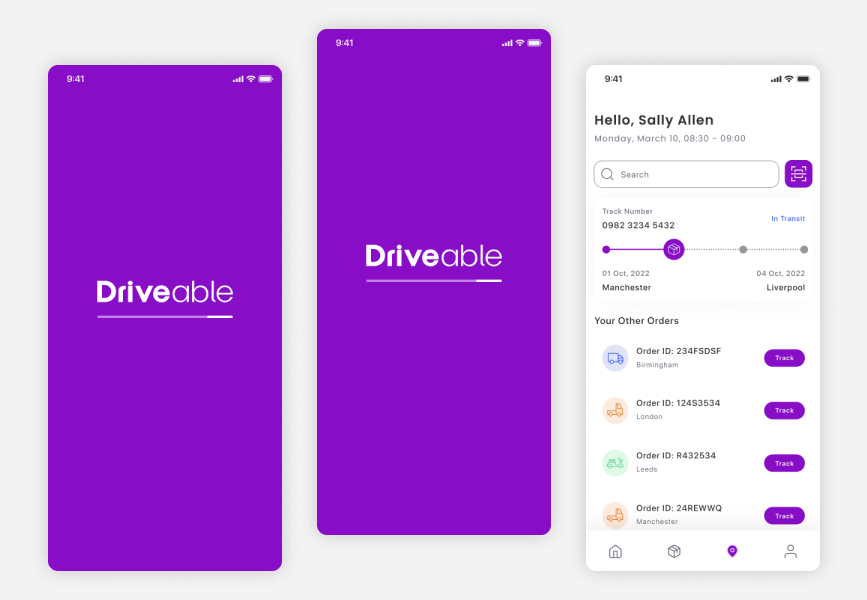 9:41
Driveable
9:41
Driveable
9:41
Hello, Sally Allen
Monday, March 10, 08:30 - 09:00
Search
Track Number
0982 3234 5432
In Transit
01 Oct, 2022
04 Oct, 2022
Manchester
Liverpool
Your Other Orders
Order ID: 234FSDSF
Birmingham
Track
Order ID: 124S3534
London
Track
Order ID: R432534
Leeds
Track
Order ID: 24REWWQ
Manchester
Track